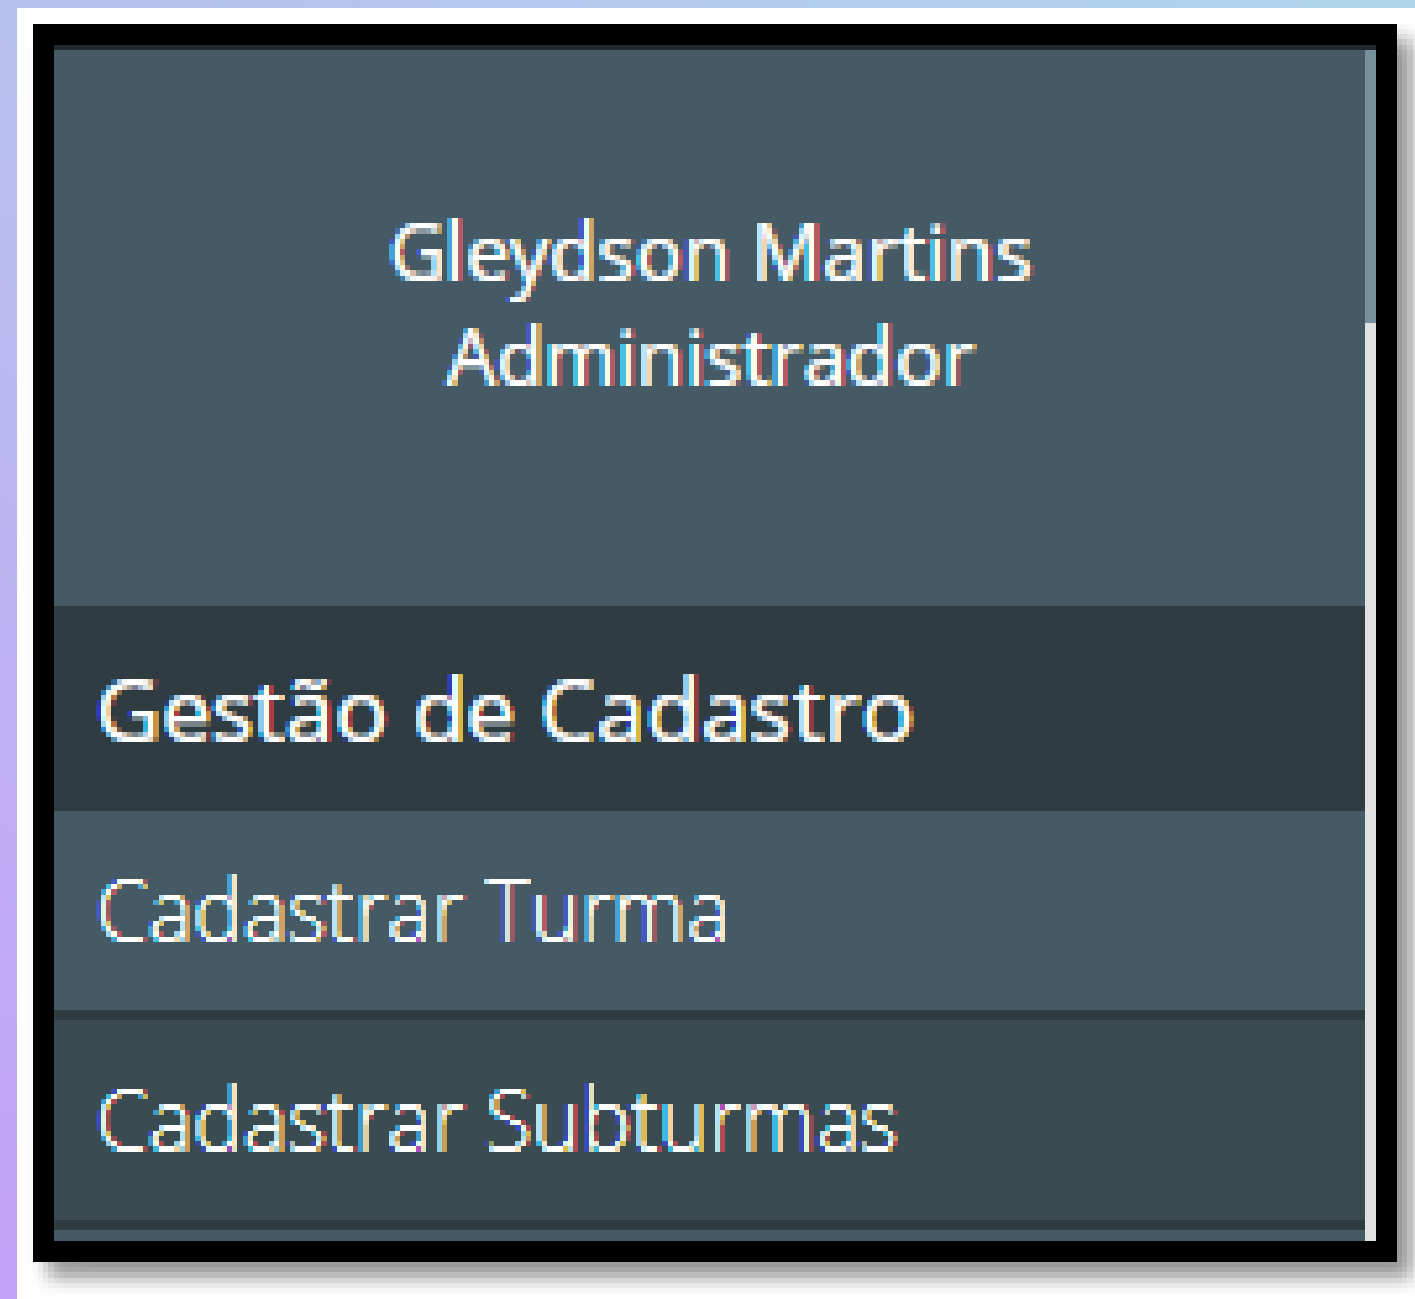 Gleydson Martins
Administrador
Gestão de Cadastro
Cadastrar Turma
Cadastrar Subturmas